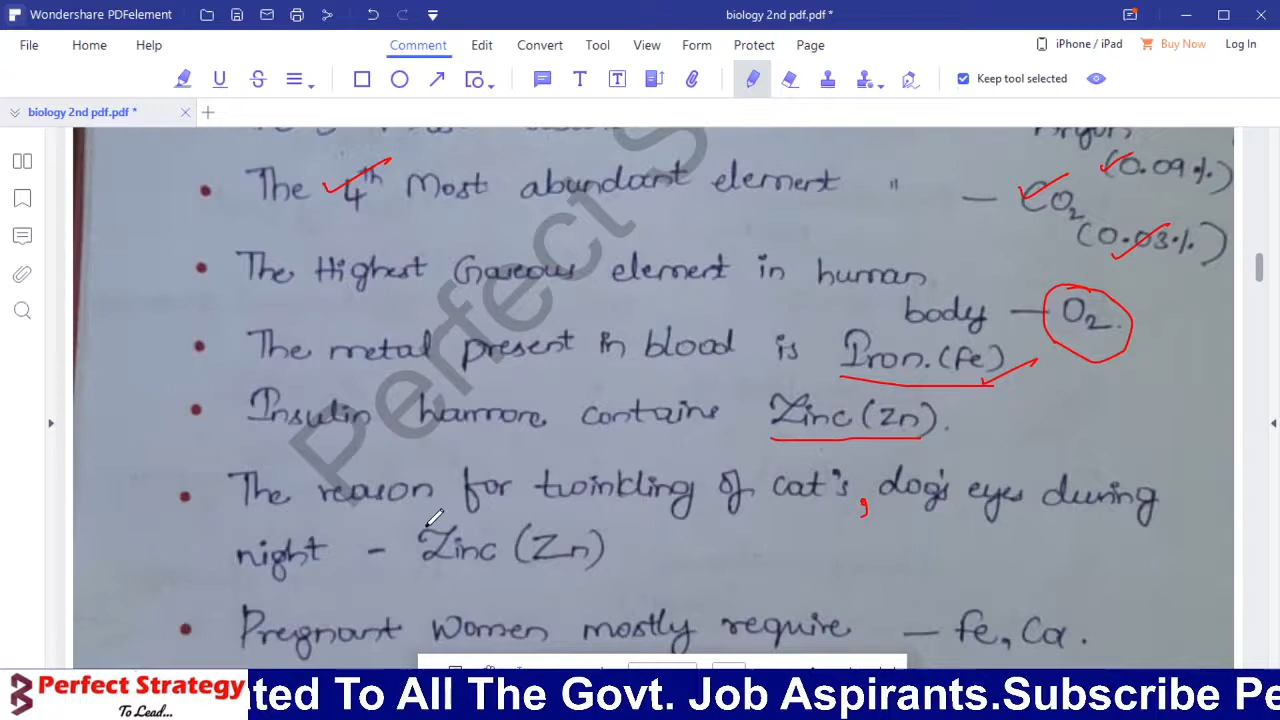 Wondershare PDFelement
biology 2nd pdf.pdf *
File Home Help Comment Edit Convert Tool View Form Protect Page iPhone / iPad Buy Now Log In
Keep tool selected
biology 2nd pdf.pdf *
(0.09%)
The 4th Most abundant element " — CO2
(0.03%)
The Highest Gaseous element in human
body — O2.
The metal present in blood is Iron.(Fe)
Insulin harmone contains Zinc(Zn).
The reason for twinkling of cat's, dog's eyes during
night - Zinc (Zn)
Pregnant Women mostly require — Fe, Ca.
Perfect S
Perfect Strategy
To Lead...
ted To All The Govt. Job Aspirants.Subscribe Pe